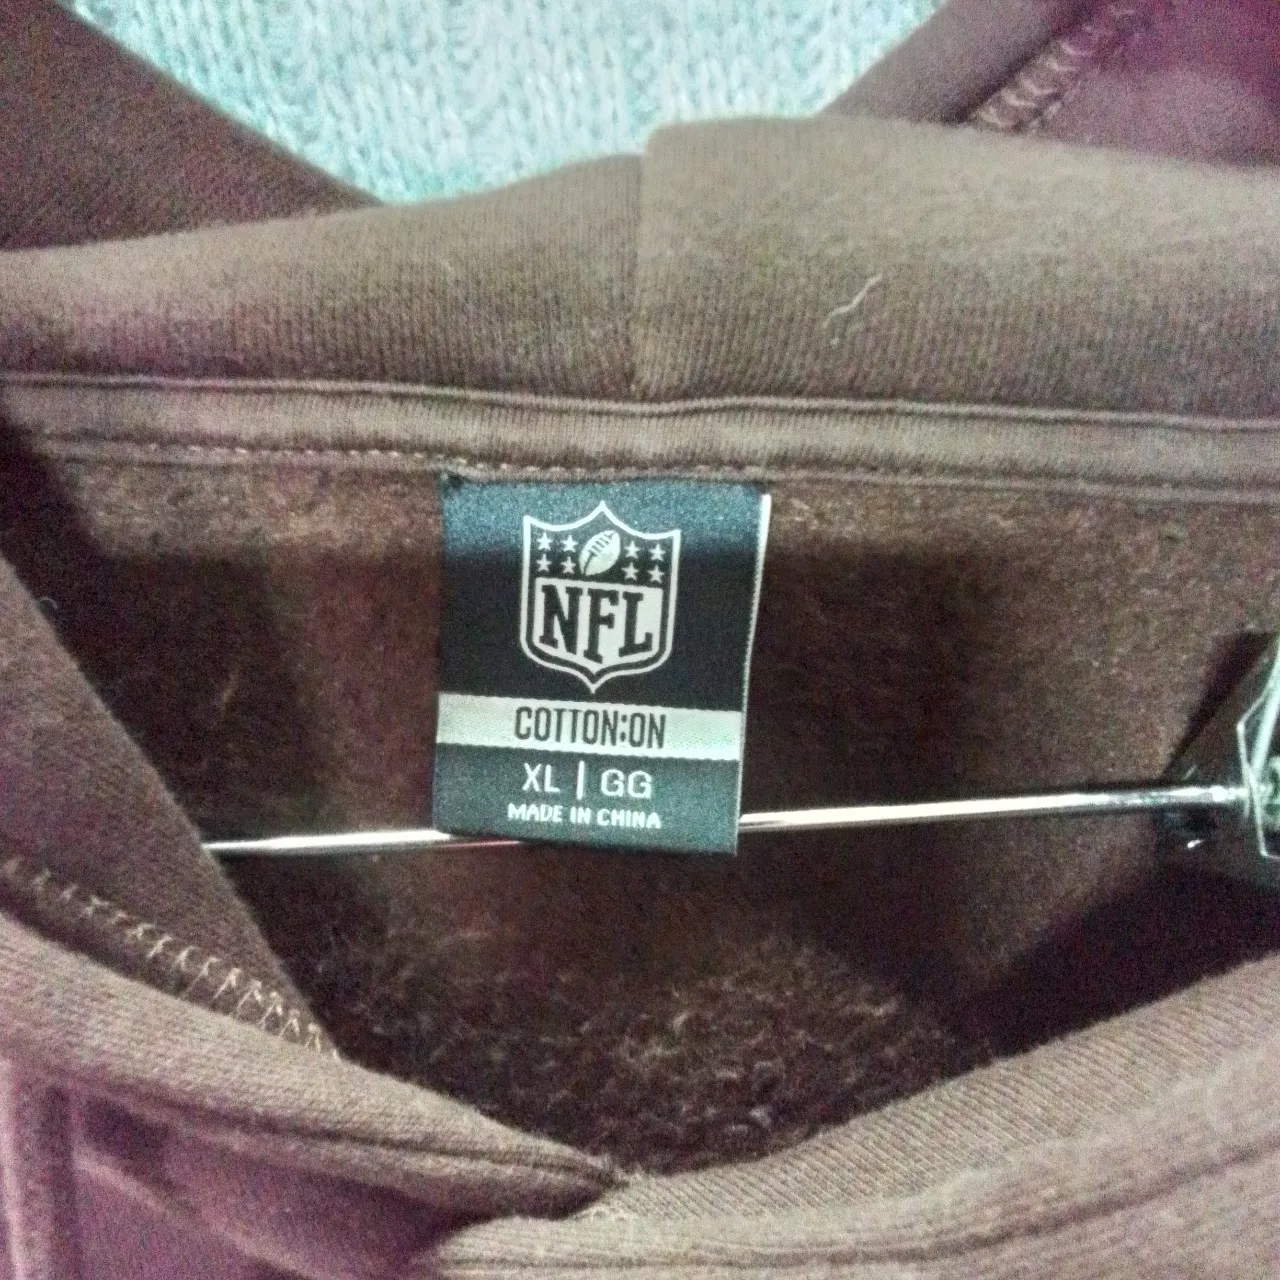 NFL
COTTON:ON
XL | GG
MADE IN CHINA